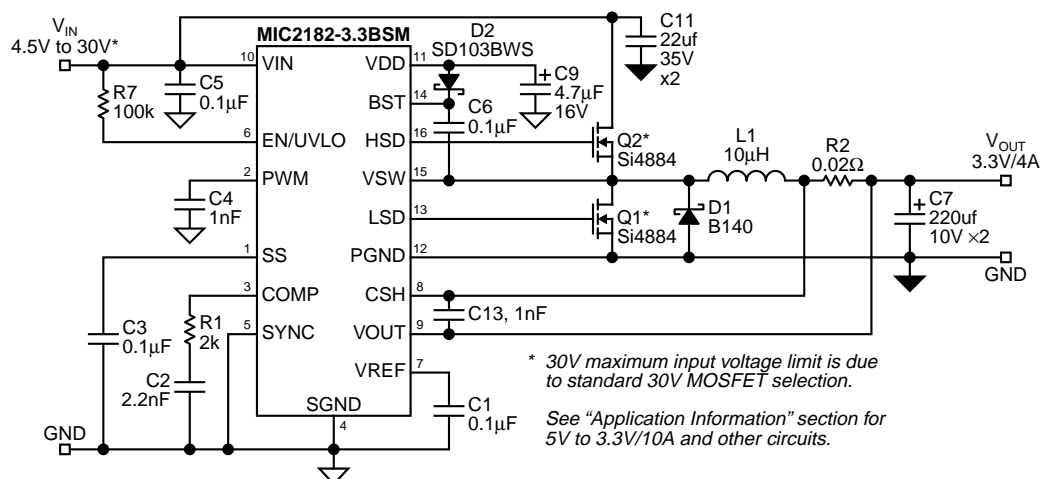 V_IN
4.5V to 30V*
MIC2182-3.3BSM
D2
SD103BWS
C11
22uf
35V
x2
10 VIN
VDD 11
C5
0.1µF
R7
100k
BST 14
C9
4.7µF
16V
+
C6
0.1µF
6 EN/UVLO
HSD 16
Q2*
Si4884
L1
10µH
R2
0.02Ω
V_OUT
3.3V/4A
2 PWM
VSW 15
C4
1nF
LSD 13
Q1*
Si4884
D1
B140
+
C7
220uf
10V ×2
1 SS
PGND 12
GND
3 COMP
CSH 8
C13, 1nF
C3
0.1µF
R1
2k
5 SYNC
VOUT 9
C2
2.2nF
VREF 7
C1
0.1µF
SGND
4
GND
* 30V maximum input voltage limit is due
to standard 30V MOSFET selection.
See “Application Information” section for
5V to 3.3V/10A and other circuits.